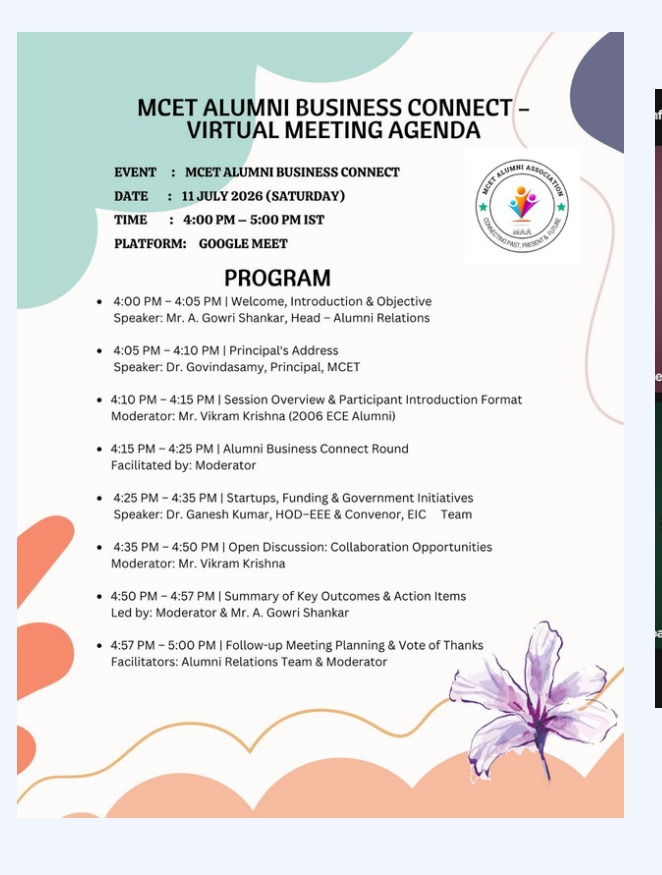 MCET ALUMNI BUSINESS CONNECT –
VIRTUAL MEETING AGENDA
EVENT : MCET ALUMNI BUSINESS CONNECT
DATE : 11 JULY 2026 (SATURDAY)
TIME : 4:00 PM – 5:00 PM IST
PLATFORM: GOOGLE MEET
MCET ALUMNI ASSOCIATION
MAA
CONNECTING PAST, PRESENT & FUTURE
PROGRAM
• 4:00 PM – 4:05 PM | Welcome, Introduction & Objective
Speaker: Mr. A. Gowri Shankar, Head – Alumni Relations
• 4:05 PM – 4:10 PM | Principal's Address
Speaker: Dr. Govindasamy, Principal, MCET
• 4:10 PM – 4:15 PM | Session Overview & Participant Introduction Format
Moderator: Mr. Vikram Krishna (2006 ECE Alumni)
• 4:15 PM – 4:25 PM | Alumni Business Connect Round
Facilitated by: Moderator
• 4:25 PM – 4:35 PM | Startups, Funding & Government Initiatives
Speaker: Dr. Ganesh Kumar, HOD–EEE & Convenor, EIC Team
• 4:35 PM – 4:50 PM | Open Discussion: Collaboration Opportunities
Moderator: Mr. Vikram Krishna
• 4:50 PM – 4:57 PM | Summary of Key Outcomes & Action Items
Led by: Moderator & Mr. A. Gowri Shankar
• 4:57 PM – 5:00 PM | Follow-up Meeting Planning & Vote of Thanks
Facilitators: Alumni Relations Team & Moderator